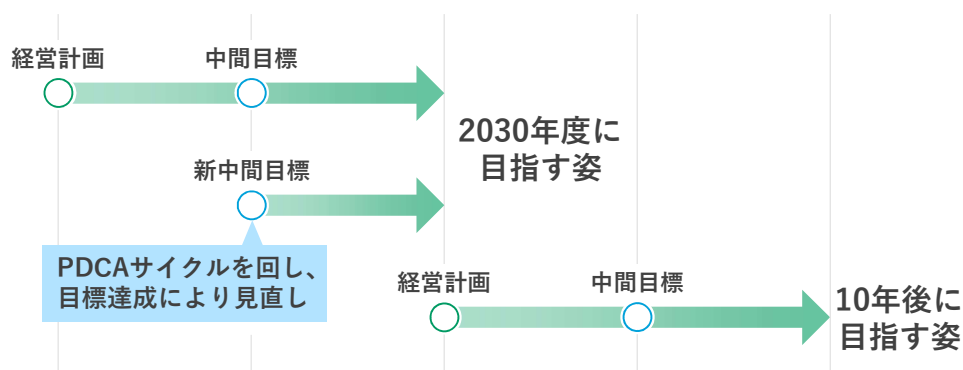 経営計画
中間目標
2030年度に
目指す姿
新中間目標
PDCAサイクルを回し、
目標達成により見直し
経営計画
中間目標
10年後に
目指す姿